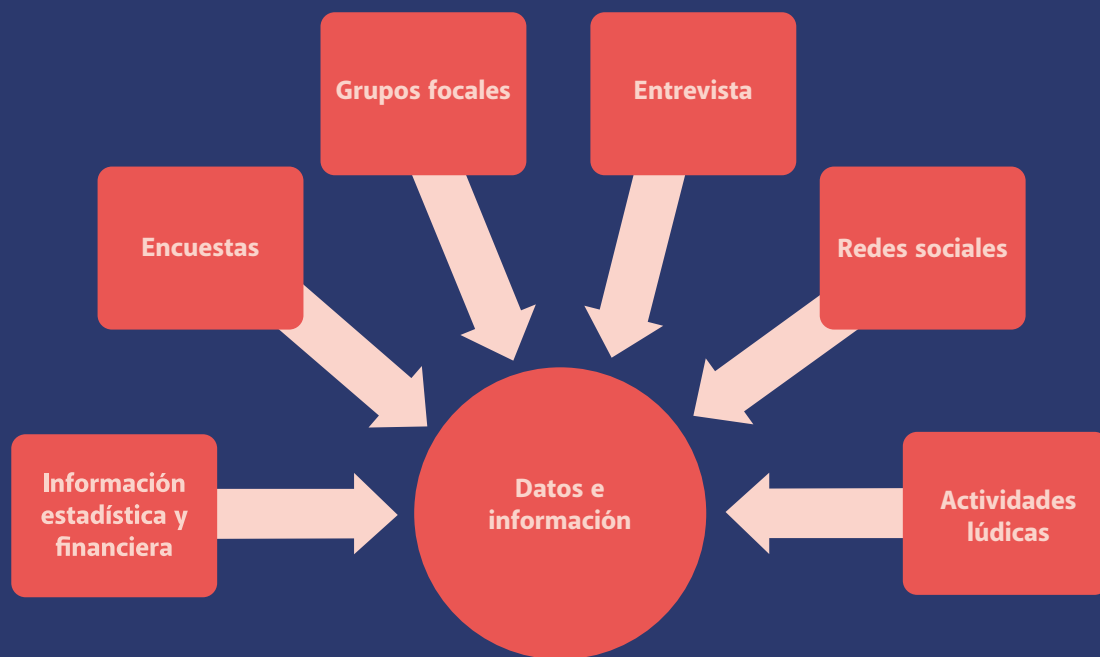 Grupos focales
Entrevista
Encuestas
Redes sociales
Información
estadística y
financiera
Datos e
información
Actividades
lúdicas